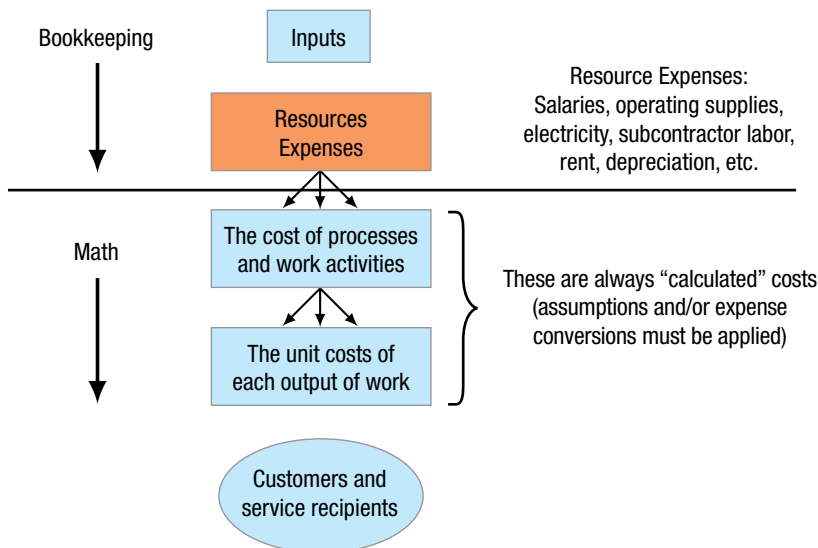 Bookkeeping
Inputs
Resources
Expenses
Resource Expenses:
Salaries, operating supplies,
electricity, subcontractor labor,
rent, depreciation, etc.
Math
The cost of processes
and work activities
The unit costs of
each output of work
These are always “calculated” costs
(assumptions and/or expense
conversions must be applied)
Customers and
service recipients